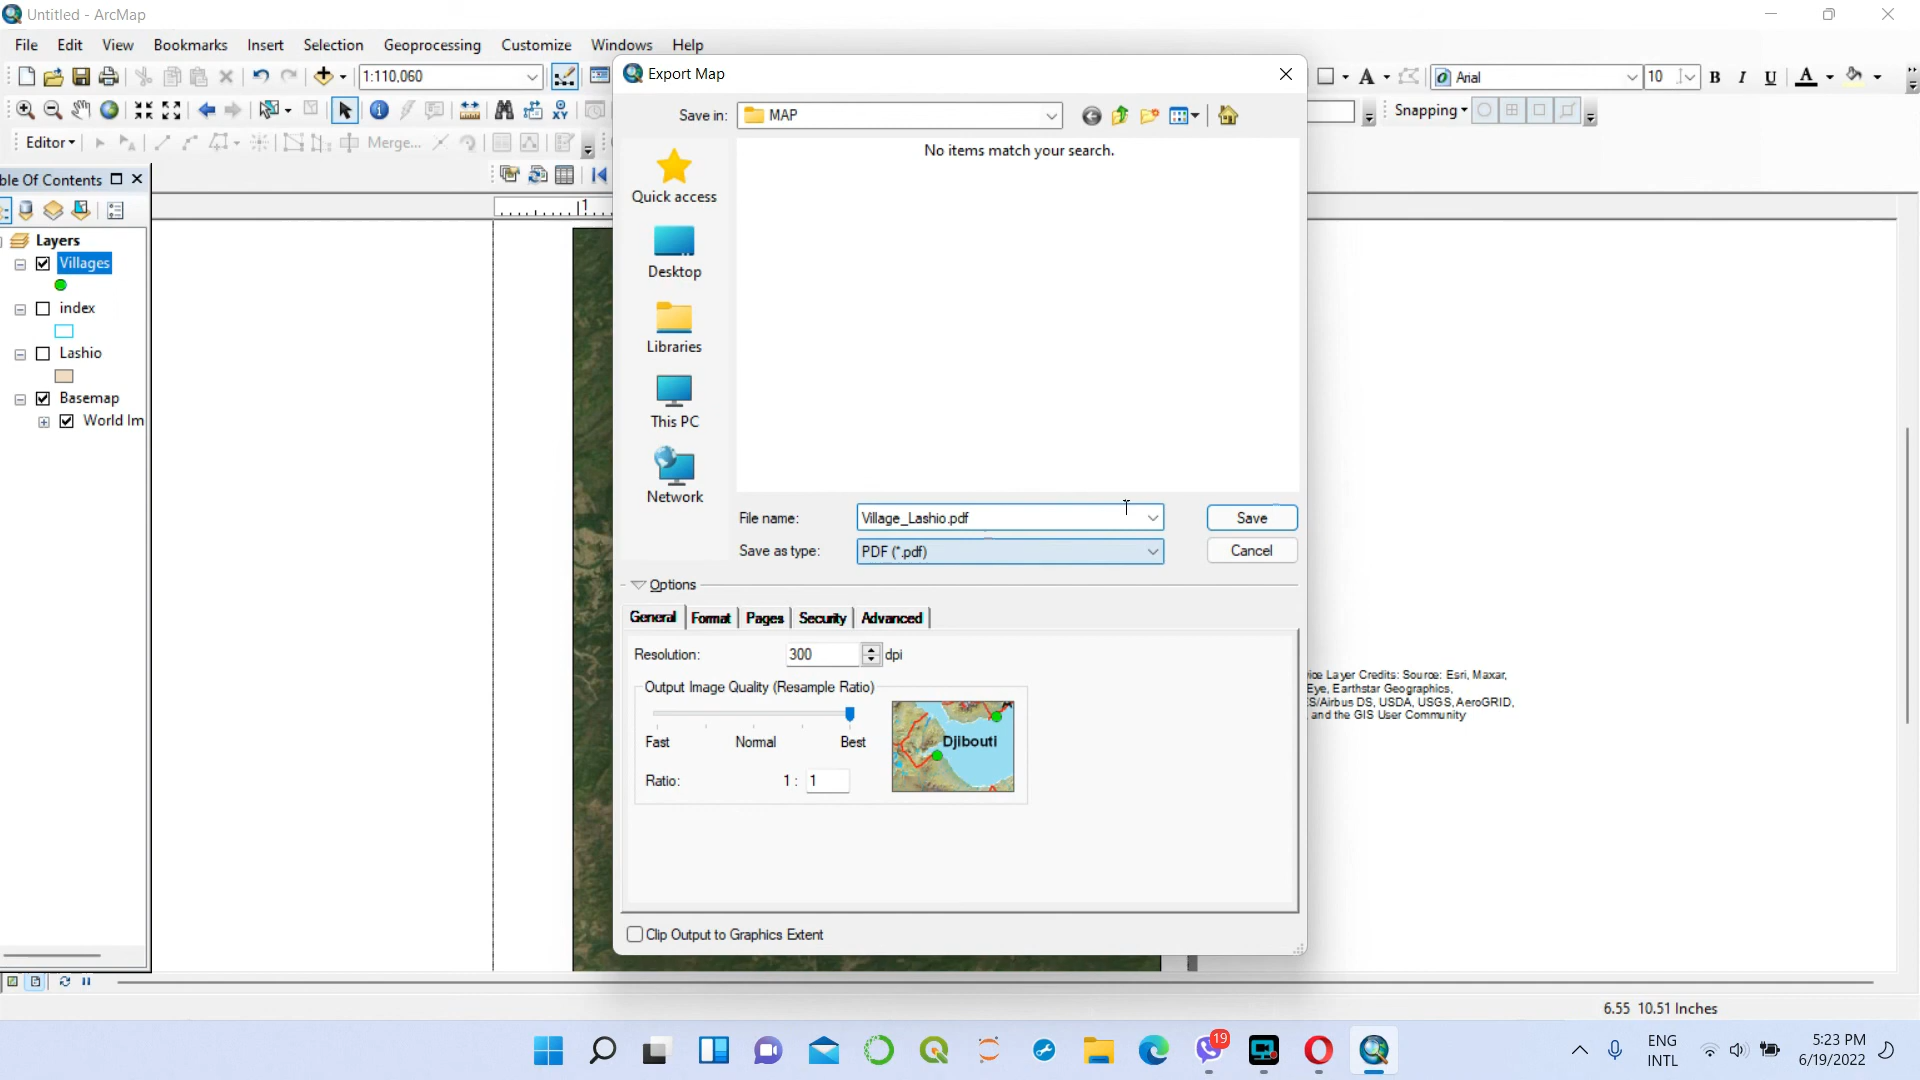 Untitled - ArcMap
File Edit View Bookmarks Insert Selection Geoprocessing Customize Windows Help
1:110,060
Arial 10 B I U A
Snapping
Editor Merge...
Export Map
Save in: MAP
No items match your search.
Quick access
Desktop
Libraries
This PC
Network
File name: Village_Lashio.pdf Save
Save as type: PDF (*.pdf) Cancel
Options
General Format Pages Security Advanced
Resolution: 300 dpi
Output Image Quality (Resample Ratio)
Fast Normal Best
Ratio: 1 : 1
Djibouti
Clip Output to Graphics Extent
ble Of Contents
Layers
Villages
index
Lashio
Basemap
World Im
1
vice Layer Credits: Source: Esri, Maxar,
Eye, Earthstar Geographics,
S/Airbus DS, USDA, USGS, AeroGRID,
and the GIS User Community
6.55 10.51 Inches
19
ENG
INTL
5:23 PM
6/19/2022